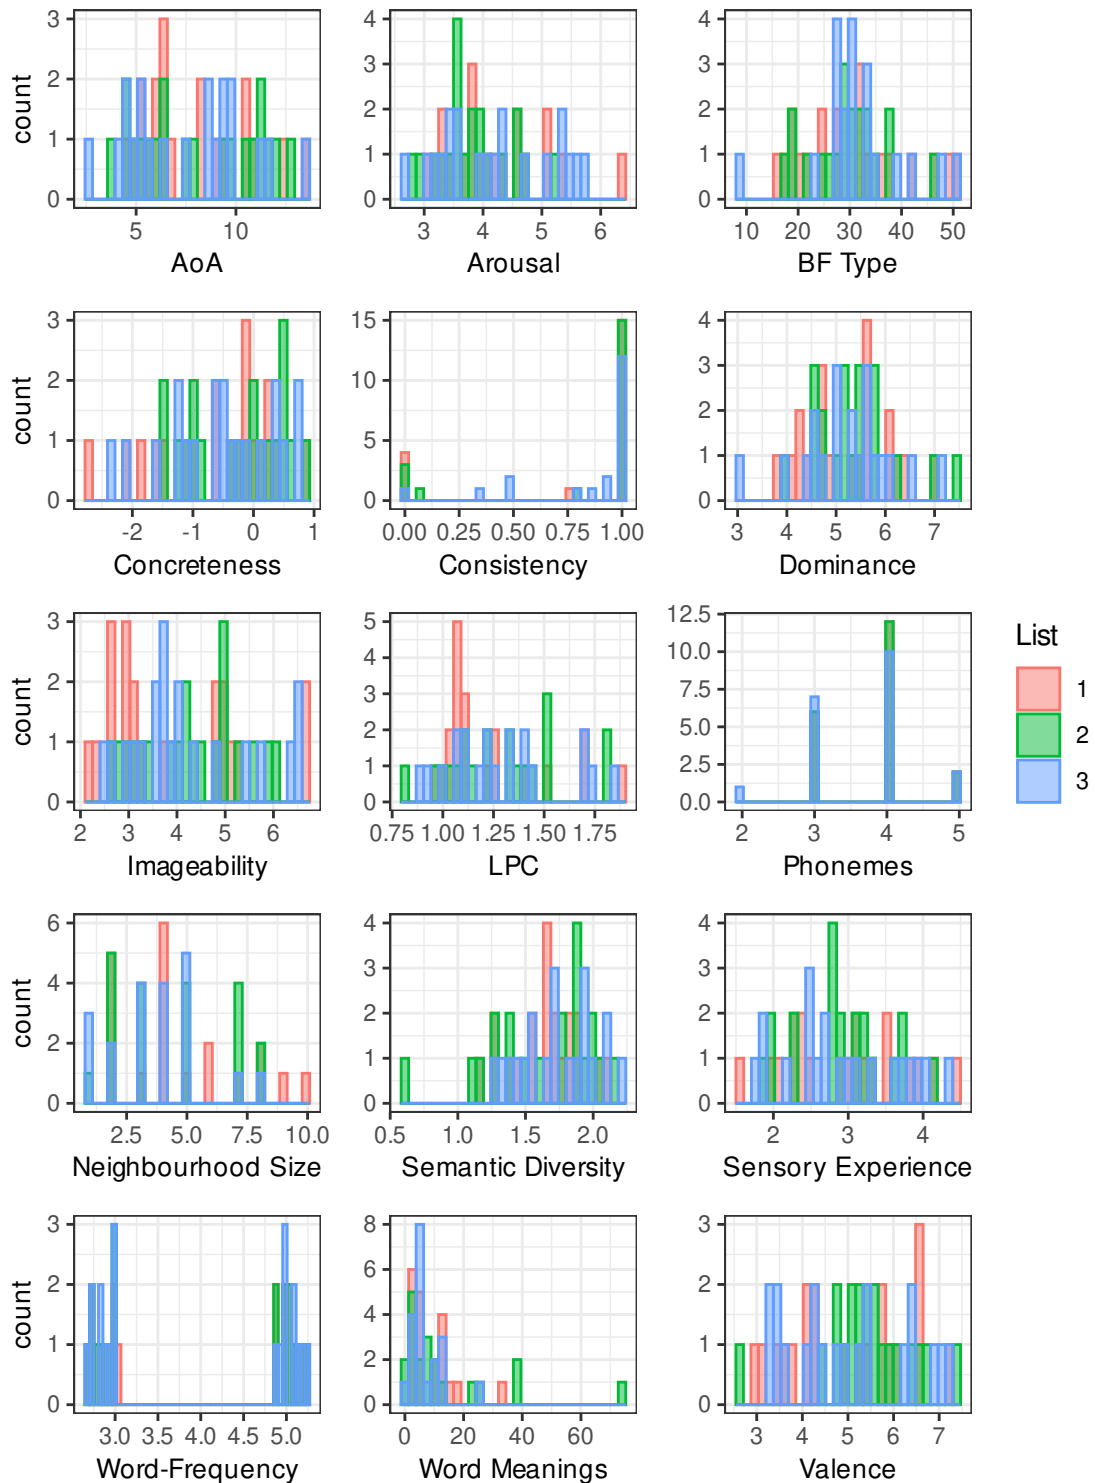 3
2
1
0
count
5 10
AoA
4
3
2
1
0
3 4 5 6
Arousal
4
3
2
1
0
10 20 30 40 50
BF Type
3
2
1
0
count
-2 -1 0 1
Concreteness
15
10
5
0
0.00 0.25 0.50 0.75 1.00
Consistency
4
3
2
1
0
3 4 5 6 7
Dominance
3
2
1
0
count
2 3 4 5 6
Imageability
5
4
3
2
1
0
0.75 1.00 1.25 1.50 1.75
LPC
12.5
10.0
7.5
5.0
2.5
0.0
2 3 4 5
Phonemes
List
1
2
3
6
4
2
0
count
2.5 5.0 7.5 10.0
Neighbourhood Size
4
3
2
1
0
0.5 1.0 1.5 2.0
Semantic Diversity
4
3
2
1
0
2 3 4
Sensory Experience
3
2
1
0
count
3.0 3.5 4.0 4.5 5.0
Word-Frequency
8
6
4
2
0
0 20 40 60
Word Meanings
3
2
1
0
3 4 5 6 7
Valence